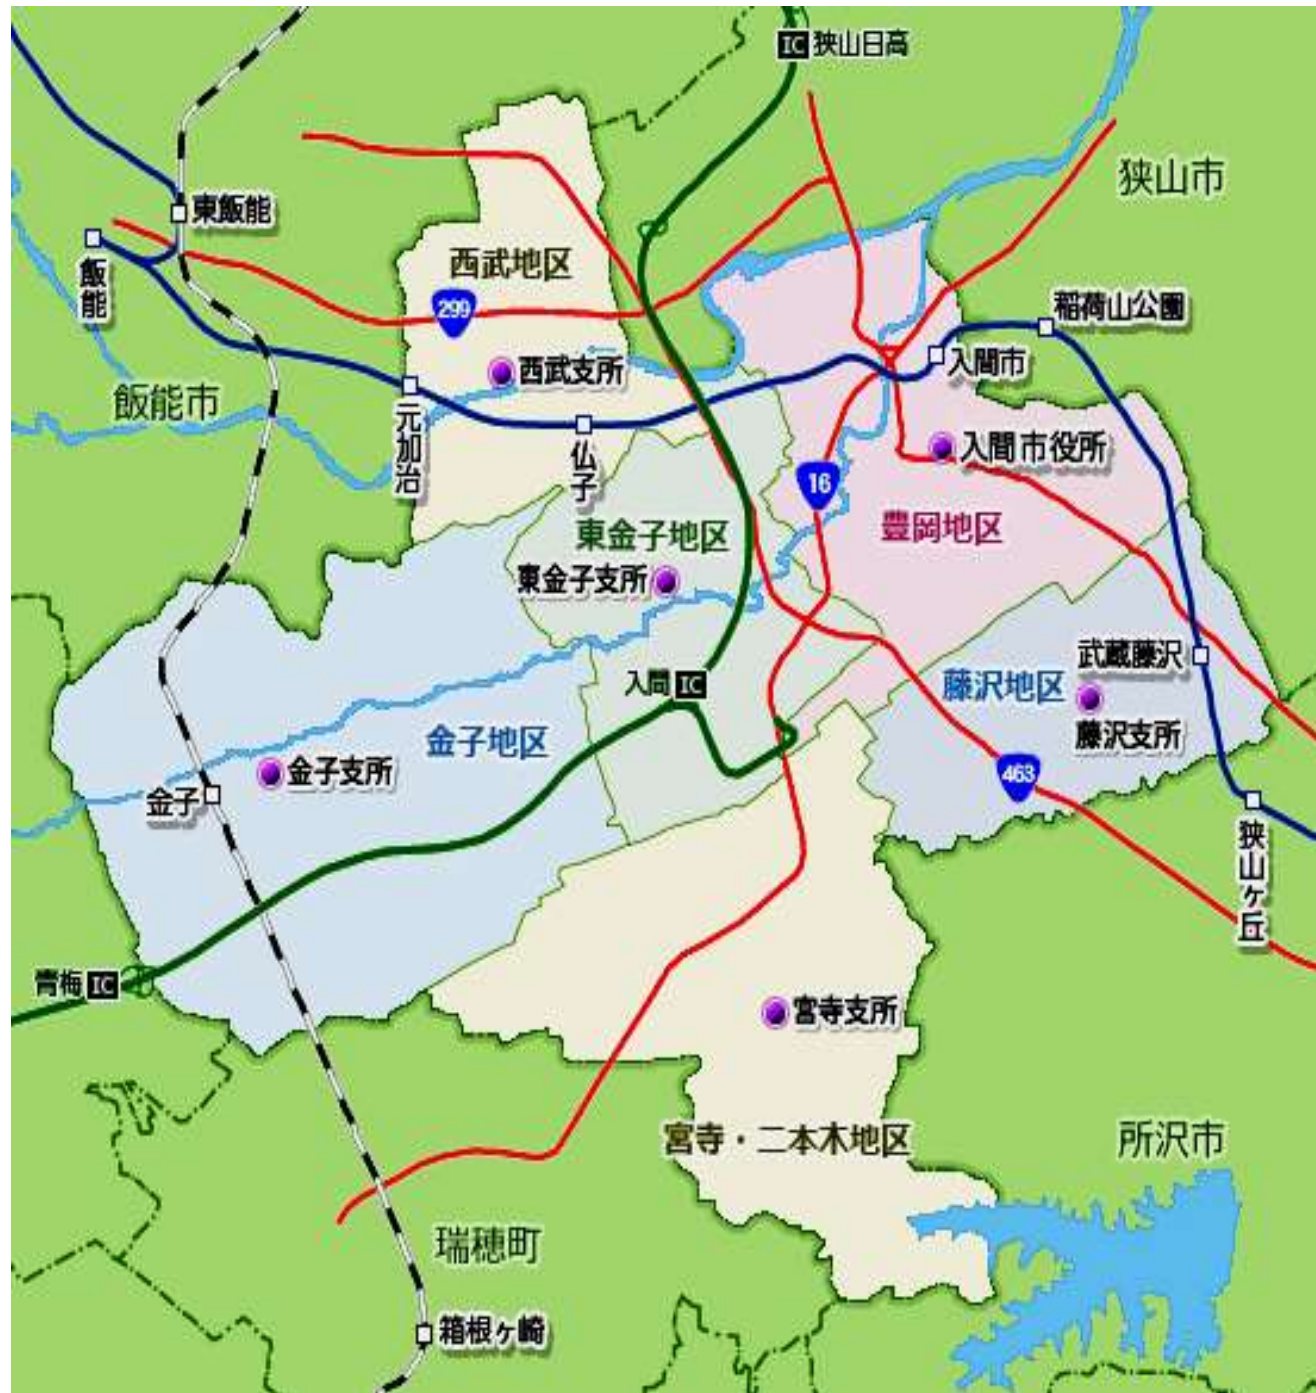 IC 狭山日高
狭山市
東飯能
飯能
西武地区
299
稲荷山公園
入間市
西武支所
飯能市
元加治
仏子
入間市役所
16
豊岡地区
東金子地区
東金子支所
武蔵藤沢
藤沢地区
藤沢支所
入間 IC
金子地区
金子支所
金子
463
狭山ヶ丘
青梅 IC
宮寺支所
宮寺・二本木地区
所沢市
瑞穂町
箱根ヶ崎